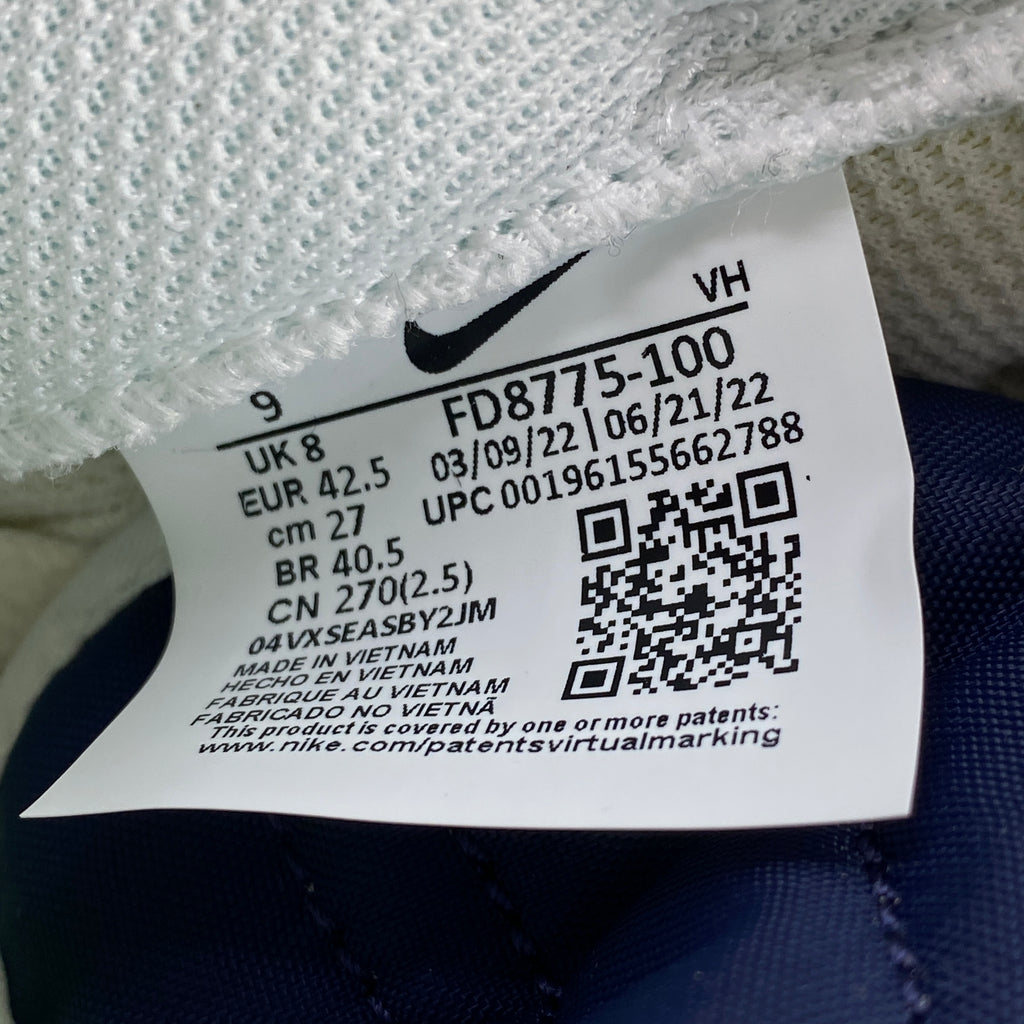 VH
9
FD8775-100
UK 8
03/09/22 | 06/21/22
EUR 42.5
UPC 00196155662788
cm 27
BR 40.5
CN 270(2.5)
04VXSEASBY2JM
MADE IN VIETNAM
HECHO EN VIETNAM
FABRIQUE AU VIETNAM
FABRICADO NO VIETNÃ
This product is covered by one or more patents:
www.nike.com/patentsvirtualmarking